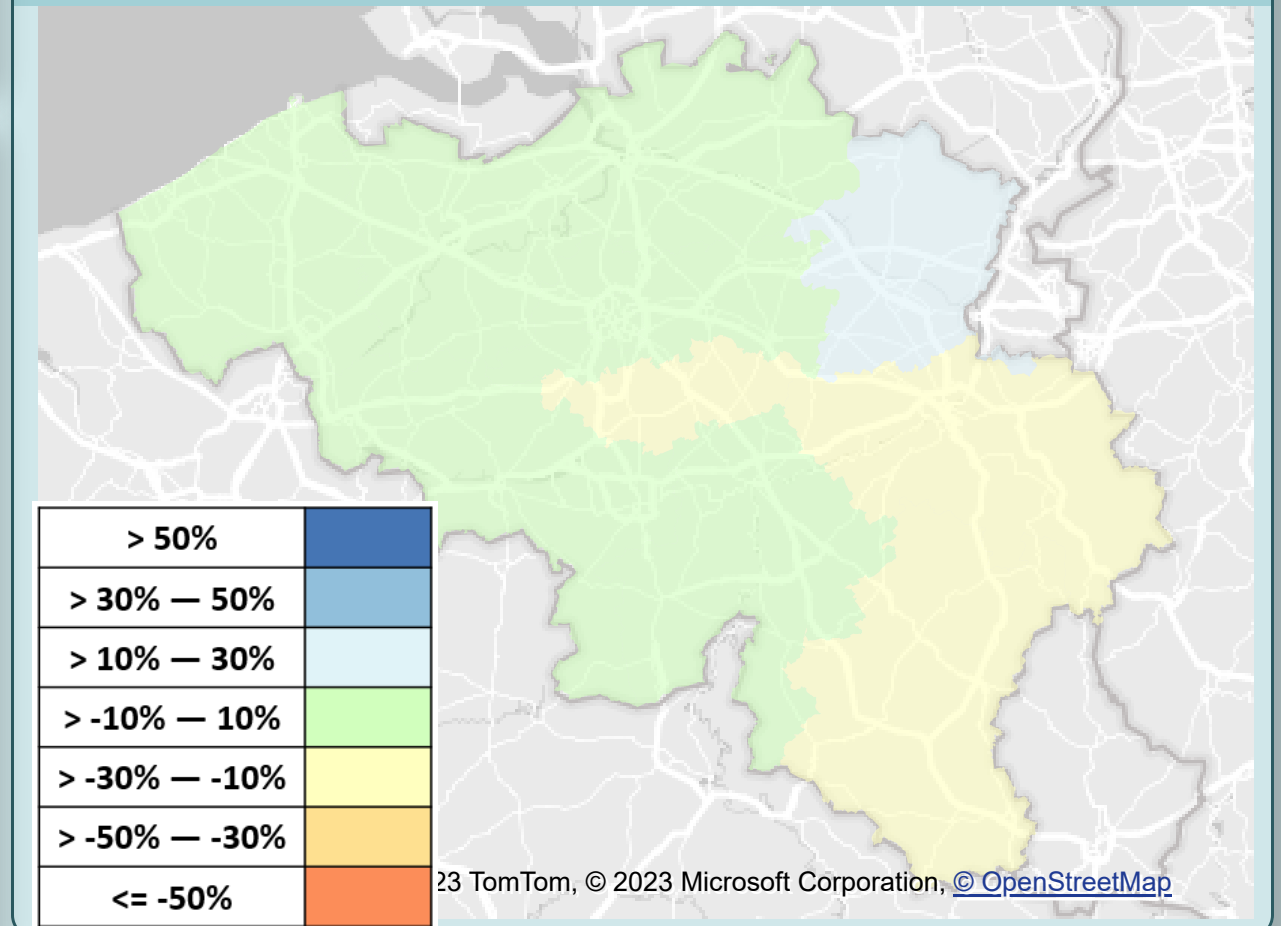 > 50%
> 30% — 50%
> 10% — 30%
> -10% — 10%
> -30% — -10%
> -50% — -30%
<= -50%
23 TomTom, © 2023 Microsoft Corporation, © OpenStreetMap